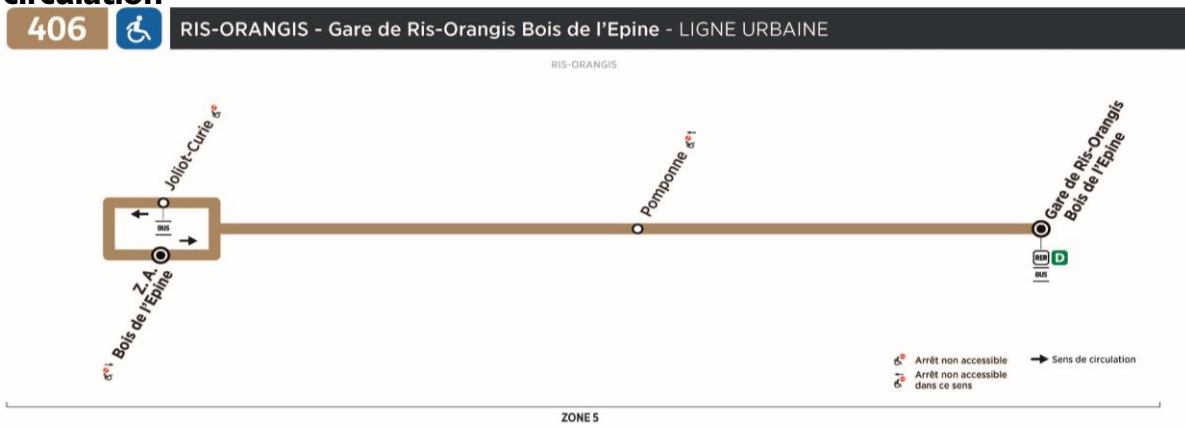 circulation
406 RIS-ORANGIS - Gare de Ris-Orangis Bois de l'Epine - LIGNE URBAINE
RIS-ORANGIS
Joliot-Curie
BUS
Z. A.
Bois de l'Epine
Pomponne
Gare de Ris-Orangis
Bois de l'Epine
RER D
BUS
Arrêt non accessible
Arrêt non accessible
dans ce sens
Sens de circulation
ZONE 5